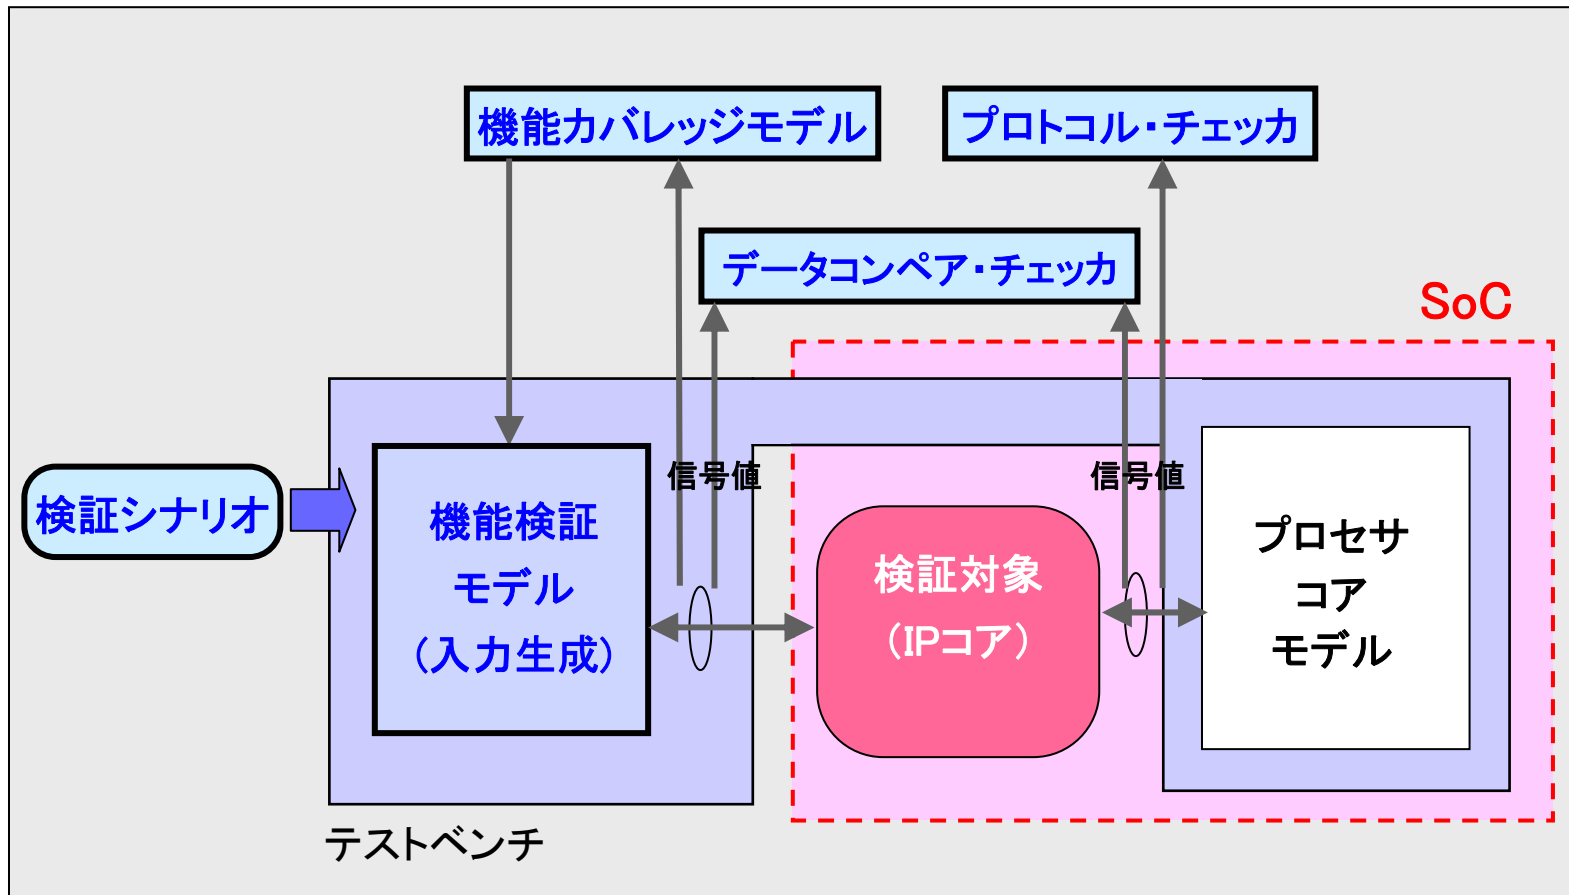 機能カバレッジモデル
プロトコル・チェッカ
データコンペア・チェッカ
SoC
信号値
信号値
検証シナリオ
機能検証
モデル
（入力生成）
検証対象
（IPコア）
プロセサ
コア
モデル
テストベンチ